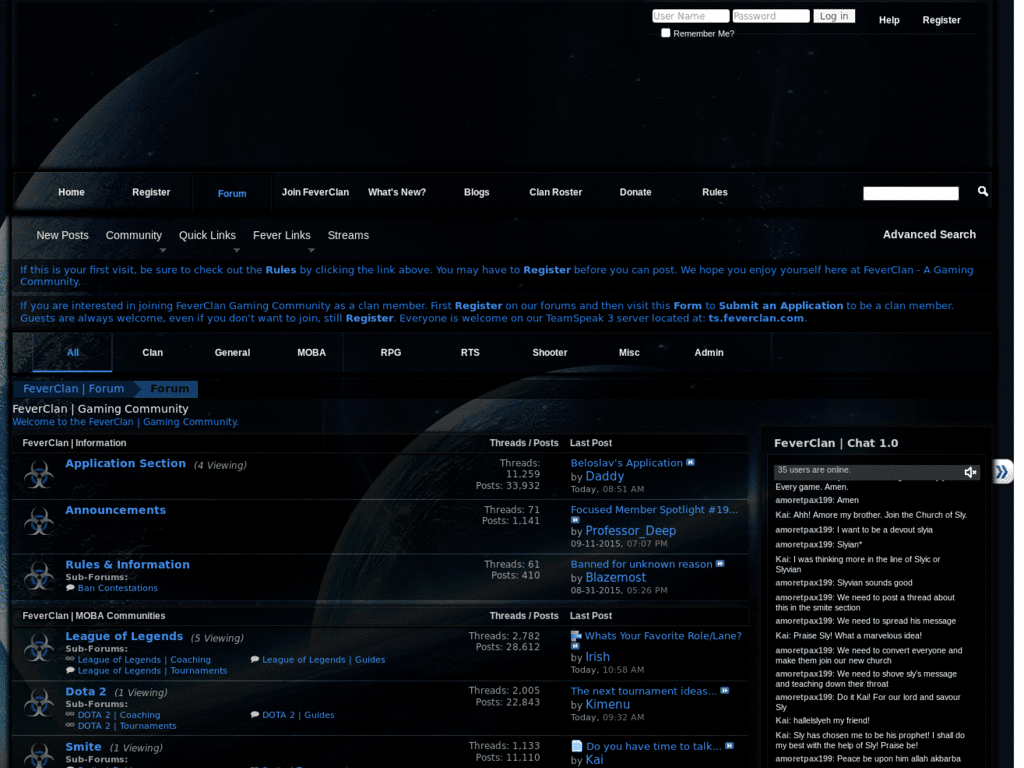 User Name Password Log in Help Register
Remember Me?
Home Register Forum Join FeverClan What's New? Blogs Clan Roster Donate Rules
New Posts Community Quick Links Fever Links Streams Advanced Search
If this is your first visit, be sure to check out the Rules by clicking the link above. You may have to Register before you can post. We hope you enjoy yourself here at FeverClan - A Gaming
Community.
If you are interested in joining FeverClan Gaming Community as a clan member. First Register on our forums and then visit this Form to Submit an Application to be a clan member.
Guests are always welcome, even if you don't want to join, still Register. Everyone is welcome on our TeamSpeak 3 server located at: ts.feverclan.com.
All Clan General MOBA RPG RTS Shooter Misc Admin
FeverClan | Forum Forum
FeverClan | Gaming Community
Welcome to the FeverClan | Gaming Community.
FeverClan | Information Threads / Posts Last Post
Application Section (4 Viewing)
Threads:
11,259
Posts: 33,932
Beloslav's Application
by Daddy
Today, 08:51 AM
Announcements
Threads: 71
Posts: 1,141
Focused Member Spotlight #19...
by Professor_Deep
09-11-2015, 07:07 PM
Rules & Information
Sub-Forums:
Ban Contestations
Threads: 61
Posts: 410
Banned for unknown reason
by Blazemost
08-31-2015, 05:26 PM
FeverClan | MOBA Communities Threads / Posts Last Post
League of Legends (5 Viewing)
Sub-Forums:
League of Legends | Coaching League of Legends | Guides
League of Legends | Tournaments
Threads: 2,782
Posts: 28,612
Whats Your Favorite Role/Lane?
by Irish
Today, 10:58 AM
Dota 2 (1 Viewing)
Sub-Forums:
DOTA 2 | Coaching DOTA 2 | Guides
DOTA 2 | Tournaments
Threads: 2,005
Posts: 22,843
The next tournament ideas...
by Kimenu
Today, 09:32 AM
Smite (1 Viewing)
Sub-Forums:
Threads: 1,133
Posts: 11,110
Do you have time to talk...
by Kai
FeverClan | Chat 1.0
35 users are online.
Every game. Amen.
amoretpax199: Amen
Kai: Ahh! Amore my brother. Join the Church of Sly.
amoretpax199: I want to be a devout slyia
amoretpax199: Slyian*
Kai: I was thinking more in the line of Slyic or
Slyvian
amoretpax199: Slyvian sounds good
amoretpax199: We need to post a thread about
this in the smite section
amoretpax199: We need to spread his message
Kai: Praise Sly! What a marvelous idea!
amoretpax199: We need to convert everyone and
make them join our new church
amoretpax199: We need to shove sly's message
and teaching down their throat
amoretpax199: Do it Kai! For our lord and savour
Sly
Kai: hallelslyeh my friend!
Kai: Sly has chosen me to be his prophet! I shall do
my best with the help of Sly! Praise be!
amoretpax199: Peace be upon him allah akbarba